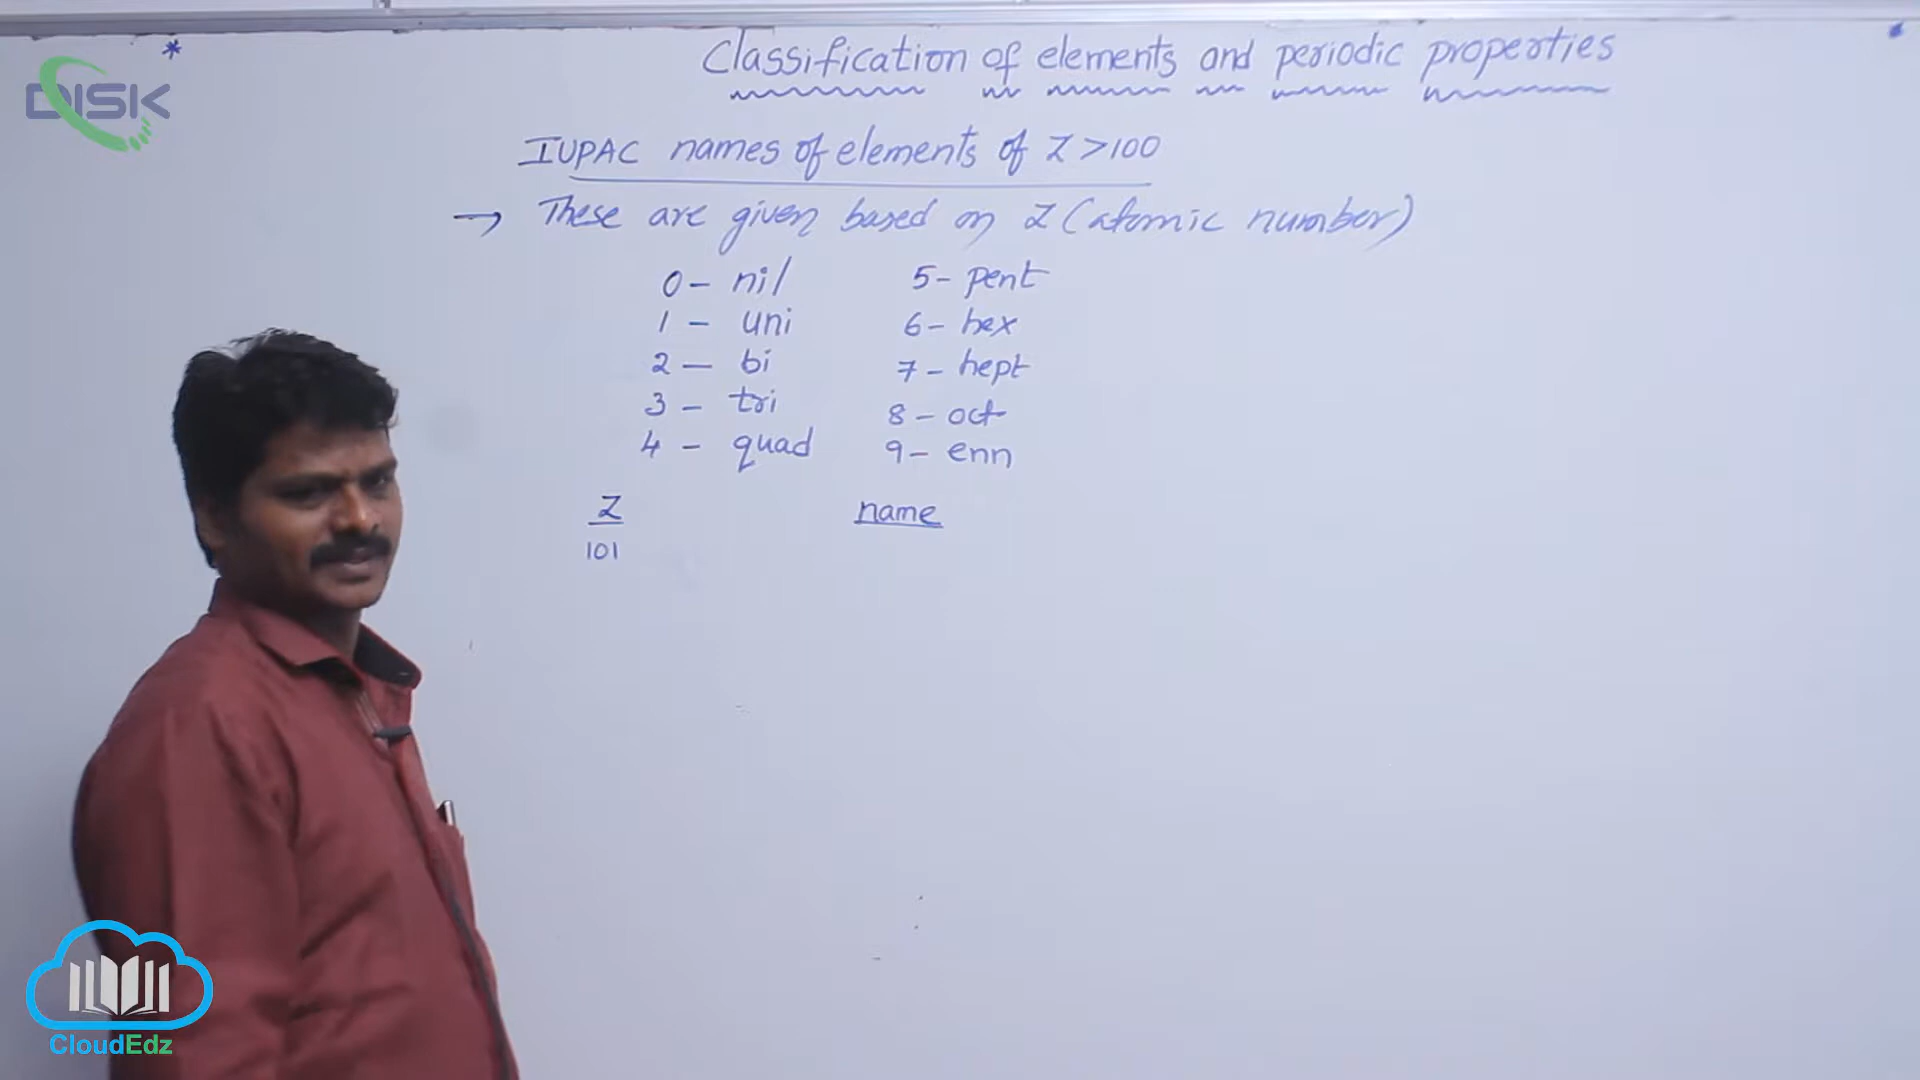 DISK
* Classification of elements and periodic properties
IUPAC names of elements of Z > 100
→ These are given based on Z (atomic number)
0 - nil 5 - pent
1 - uni 6 - hex
2 - bi 7 - hept
3 - tri 8 - oct
4 - quad 9 - enn
Z name
101
CloudEdz